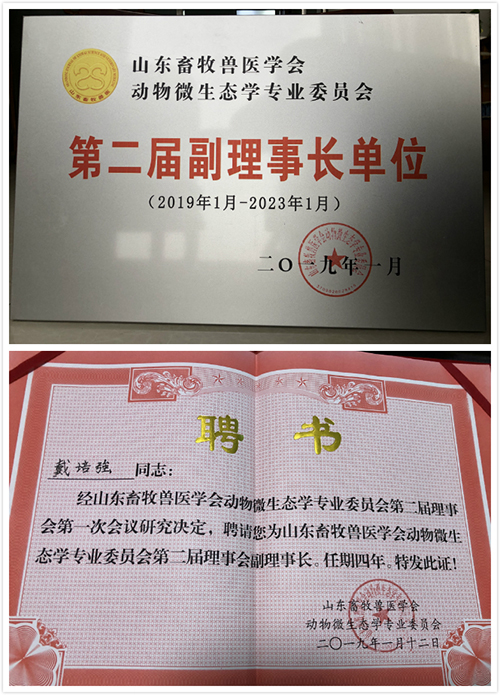 山东畜牧兽医学会
动物微生态学专业委员会
第二届副理事长单位
（2019年1月-2023年1月）
二〇一九年一月
聘 书
戴培强 同志：
经山东畜牧兽医学会动物微生态学专业委员会第二届理事
会第一次会议研究决定，聘请您为山东畜牧兽医学会动物微生
态学专业委员会第二届理事会副理事长。任期四年。特发此证！
山东畜牧兽医学会
动物微生态学专业委员会
二〇一九年一月十二日